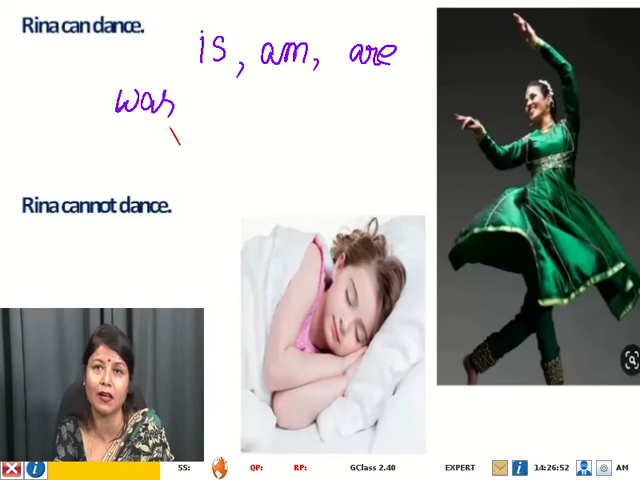 Rina can dance.
is, am, are
was
Rina cannot dance.
SS: QP: RP: GClass 2.40 EXPERT 14:26:52 AM